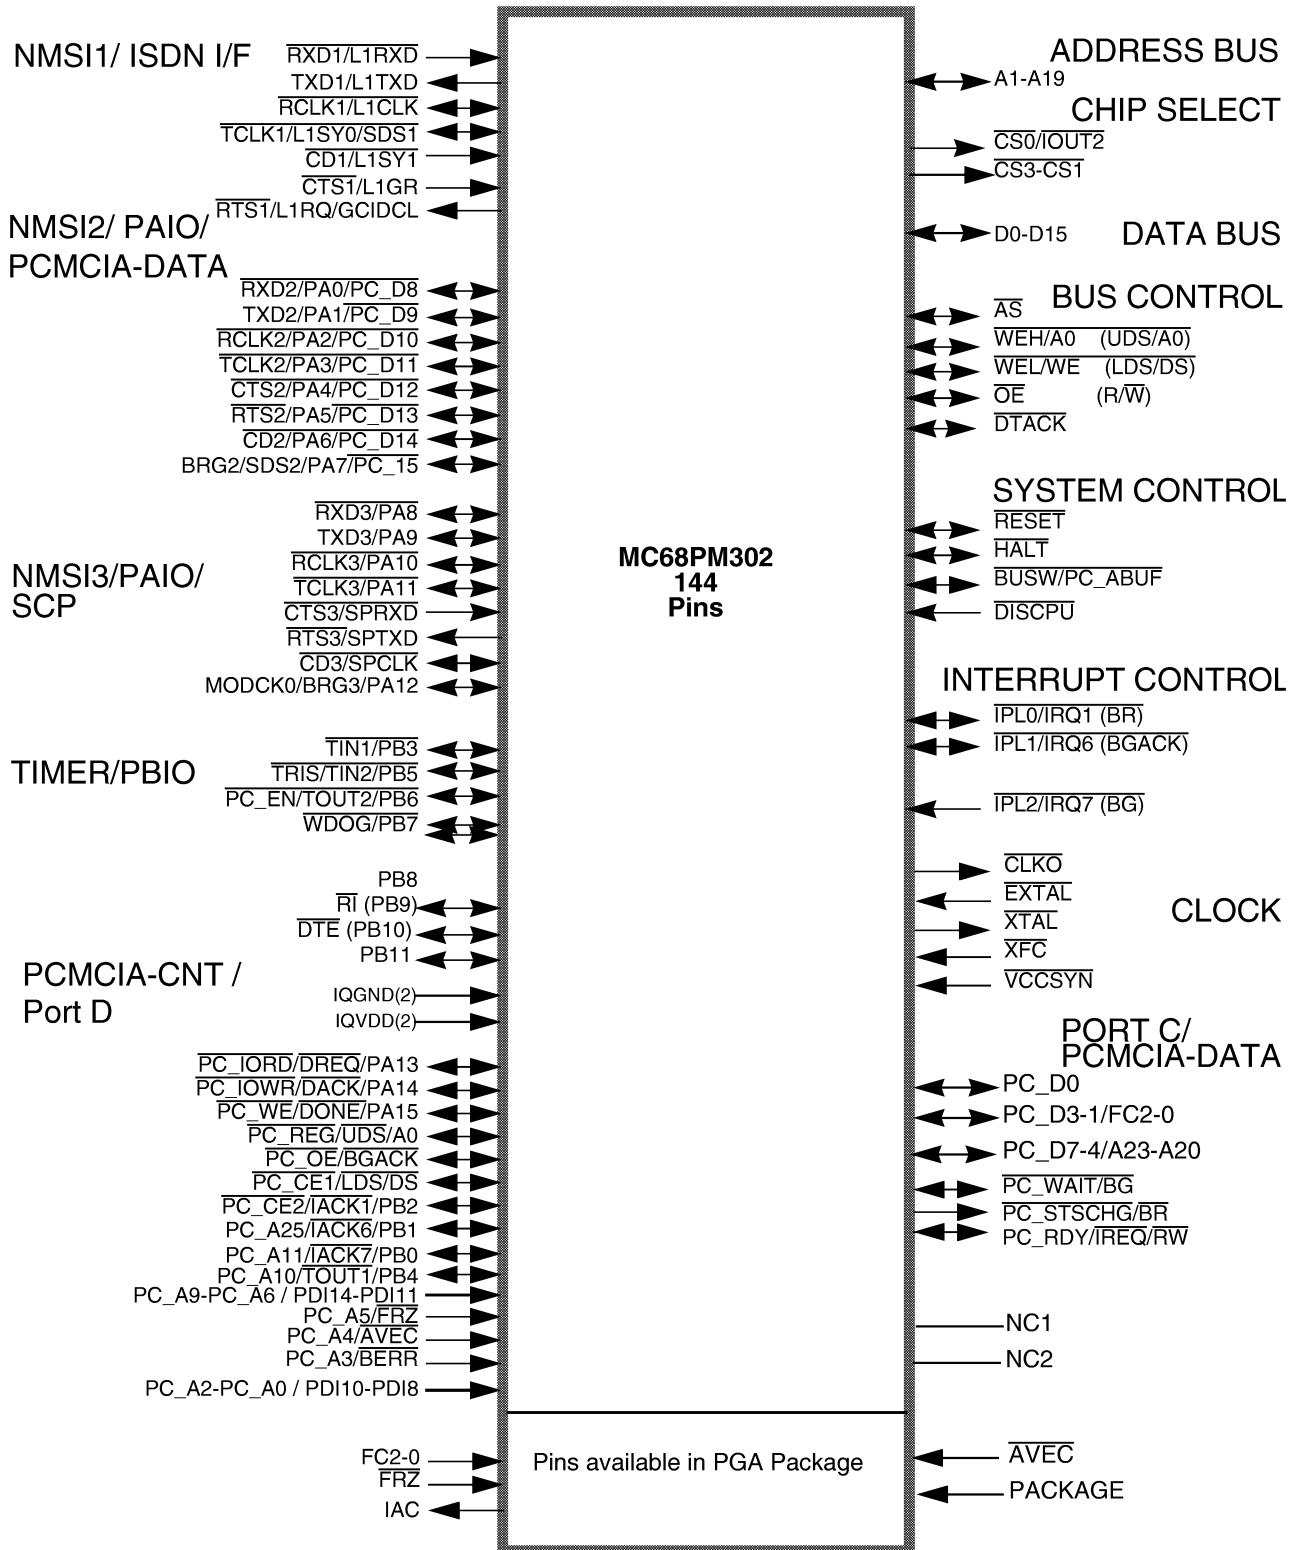 NMSI1/ ISDN I/F
RXD1/L1RXD
TXD1/L1TXD
RCLK1/L1CLK
TCLK1/L1SY0/SDS1
CD1/L1SY1
CTS1/L1GR
RTS1/L1RQ/GCIDCL
NMSI2/ PAIO/
PCMCIA-DATA
RXD2/PA0/PC_D8
TXD2/PA1/PC_D9
RCLK2/PA2/PC_D10
TCLK2/PA3/PC_D11
CTS2/PA4/PC_D12
RTS2/PA5/PC_D13
CD2/PA6/PC_D14
BRG2/SDS2/PA7/PC_15
NMSI3/PAIO/
SCP
RXD3/PA8
TXD3/PA9
RCLK3/PA10
TCLK3/PA11
CTS3/SPRXD
RTS3/SPTXD
CD3/SPCLK
MODCK0/BRG3/PA12
TIMER/PBIO
TIN1/PB3
TRIS/TIN2/PB5
PC_EN/TOUT2/PB6
WDOG/PB7
PB8
RI (PB9)
DTE (PB10)
PB11
PCMCIA-CNT /
Port D
IQGND(2)
IQVDD(2)
PC_IORD/DREQ/PA13
PC_IOWR/DACK/PA14
PC_WE/DONE/PA15
PC_REG/UDS/A0
PC_OE/BGACK
PC_CE1/LDS/DS
PC_CE2/IACK1/PB2
PC_A25/IACK6/PB1
PC_A11/IACK7/PB0
PC_A10/TOUT1/PB4
PC_A9-PC_A6 / PDI14-PDI11
PC_A5/FRZ
PC_A4/AVEC
PC_A3/BERR
PC_A2-PC_A0 / PDI10-PDI8
FC2-0
FRZ
IAC
MC68PM302
144
Pins
Pins available in PGA Package
ADDRESS BUS
A1-A19
CHIP SELECT
CS0/IOUT2
CS3-CS1
D0-D15 DATA BUS
BUS CONTROL
AS
WEH/A0 (UDS/A0)
WEL/WE (LDS/DS)
OE (R/W)
DTACK
SYSTEM CONTROL
RESET
HALT
BUSW/PC_ABUF
DISCPU
INTERRUPT CONTROL
IPL0/IRQ1 (BR)
IPL1/IRQ6 (BGACK)
IPL2/IRQ7 (BG)
CLKO
EXTAL
CLOCK
XTAL
XFC
VCCSYN
PORT C/
PCMCIA-DATA
PC_D0
PC_D3-1/FC2-0
PC_D7-4/A23-A20
PC_WAIT/BG
PC_STSCHG/BR
PC_RDY/IREQ/RW
NC1
NC2
AVEC
PACKAGE